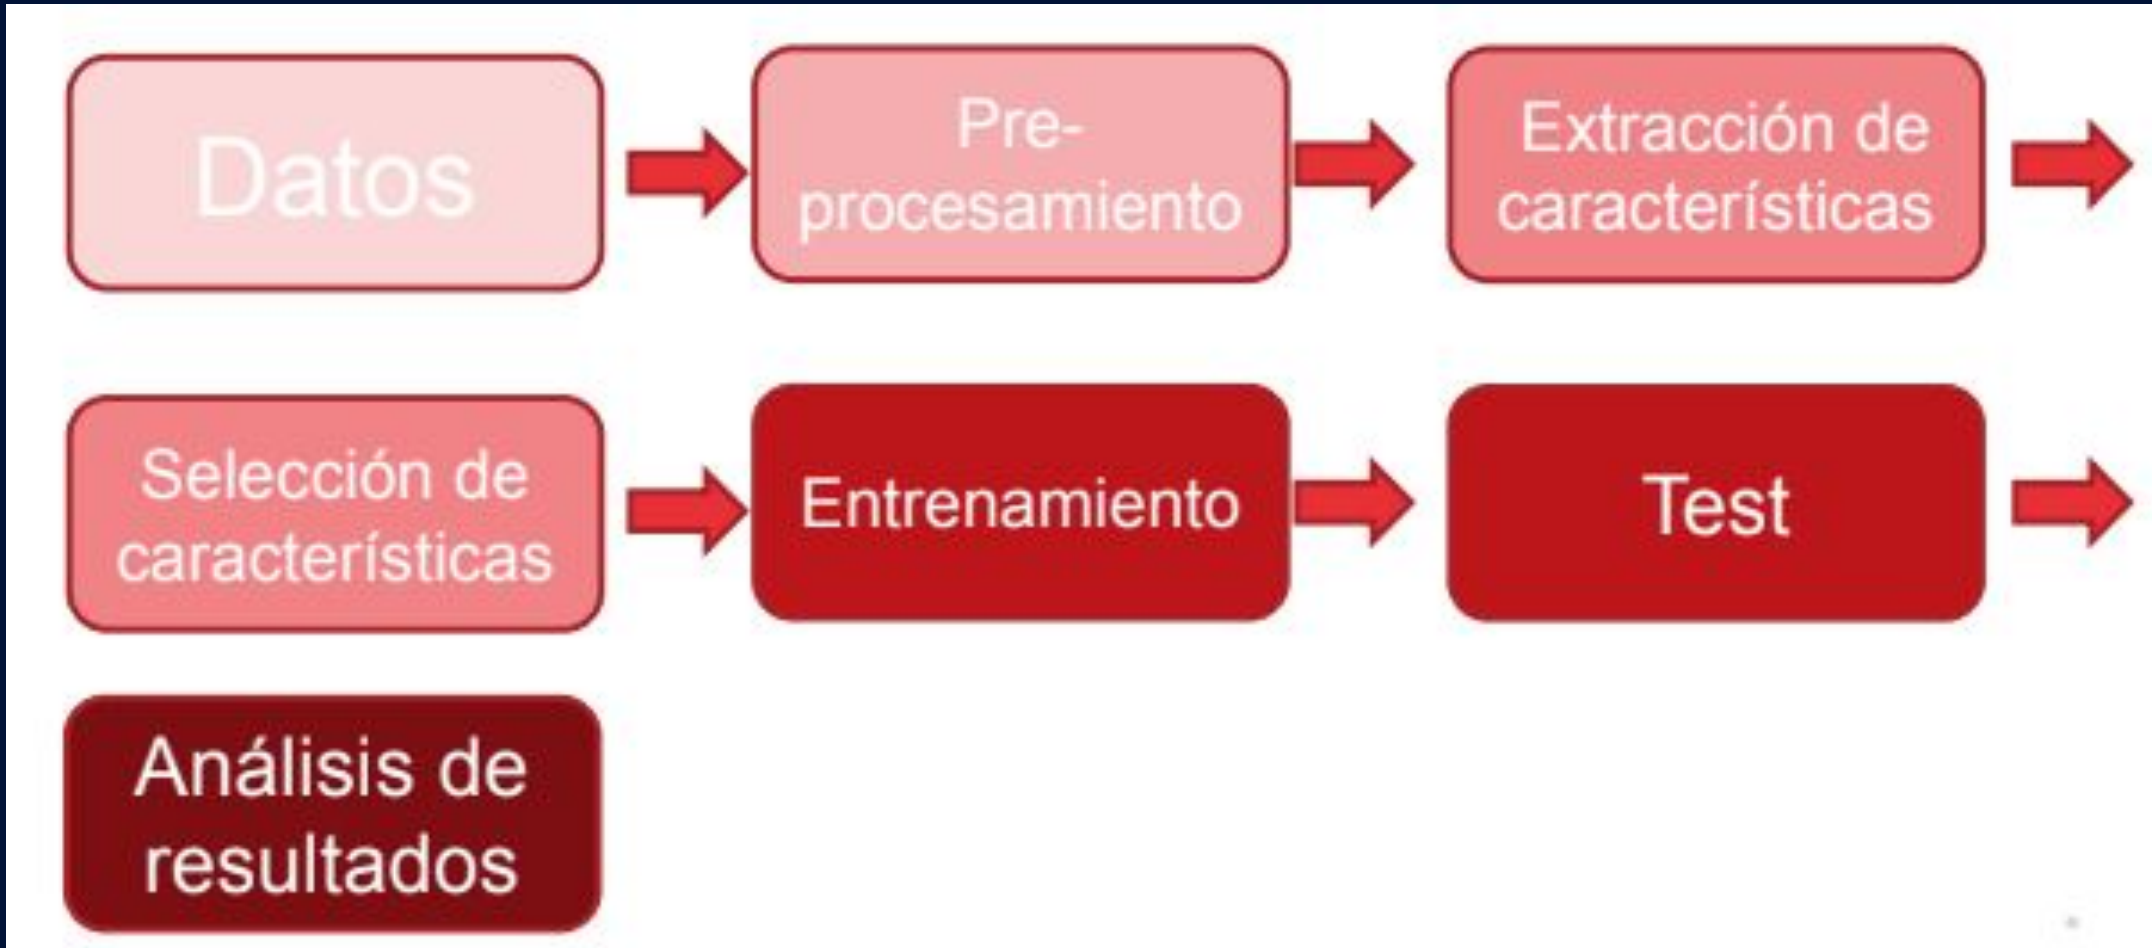 Datos
Pre-
procesamiento
Extracción de
características
Selección de
características
Entrenamiento
Test
Análisis de
resultados